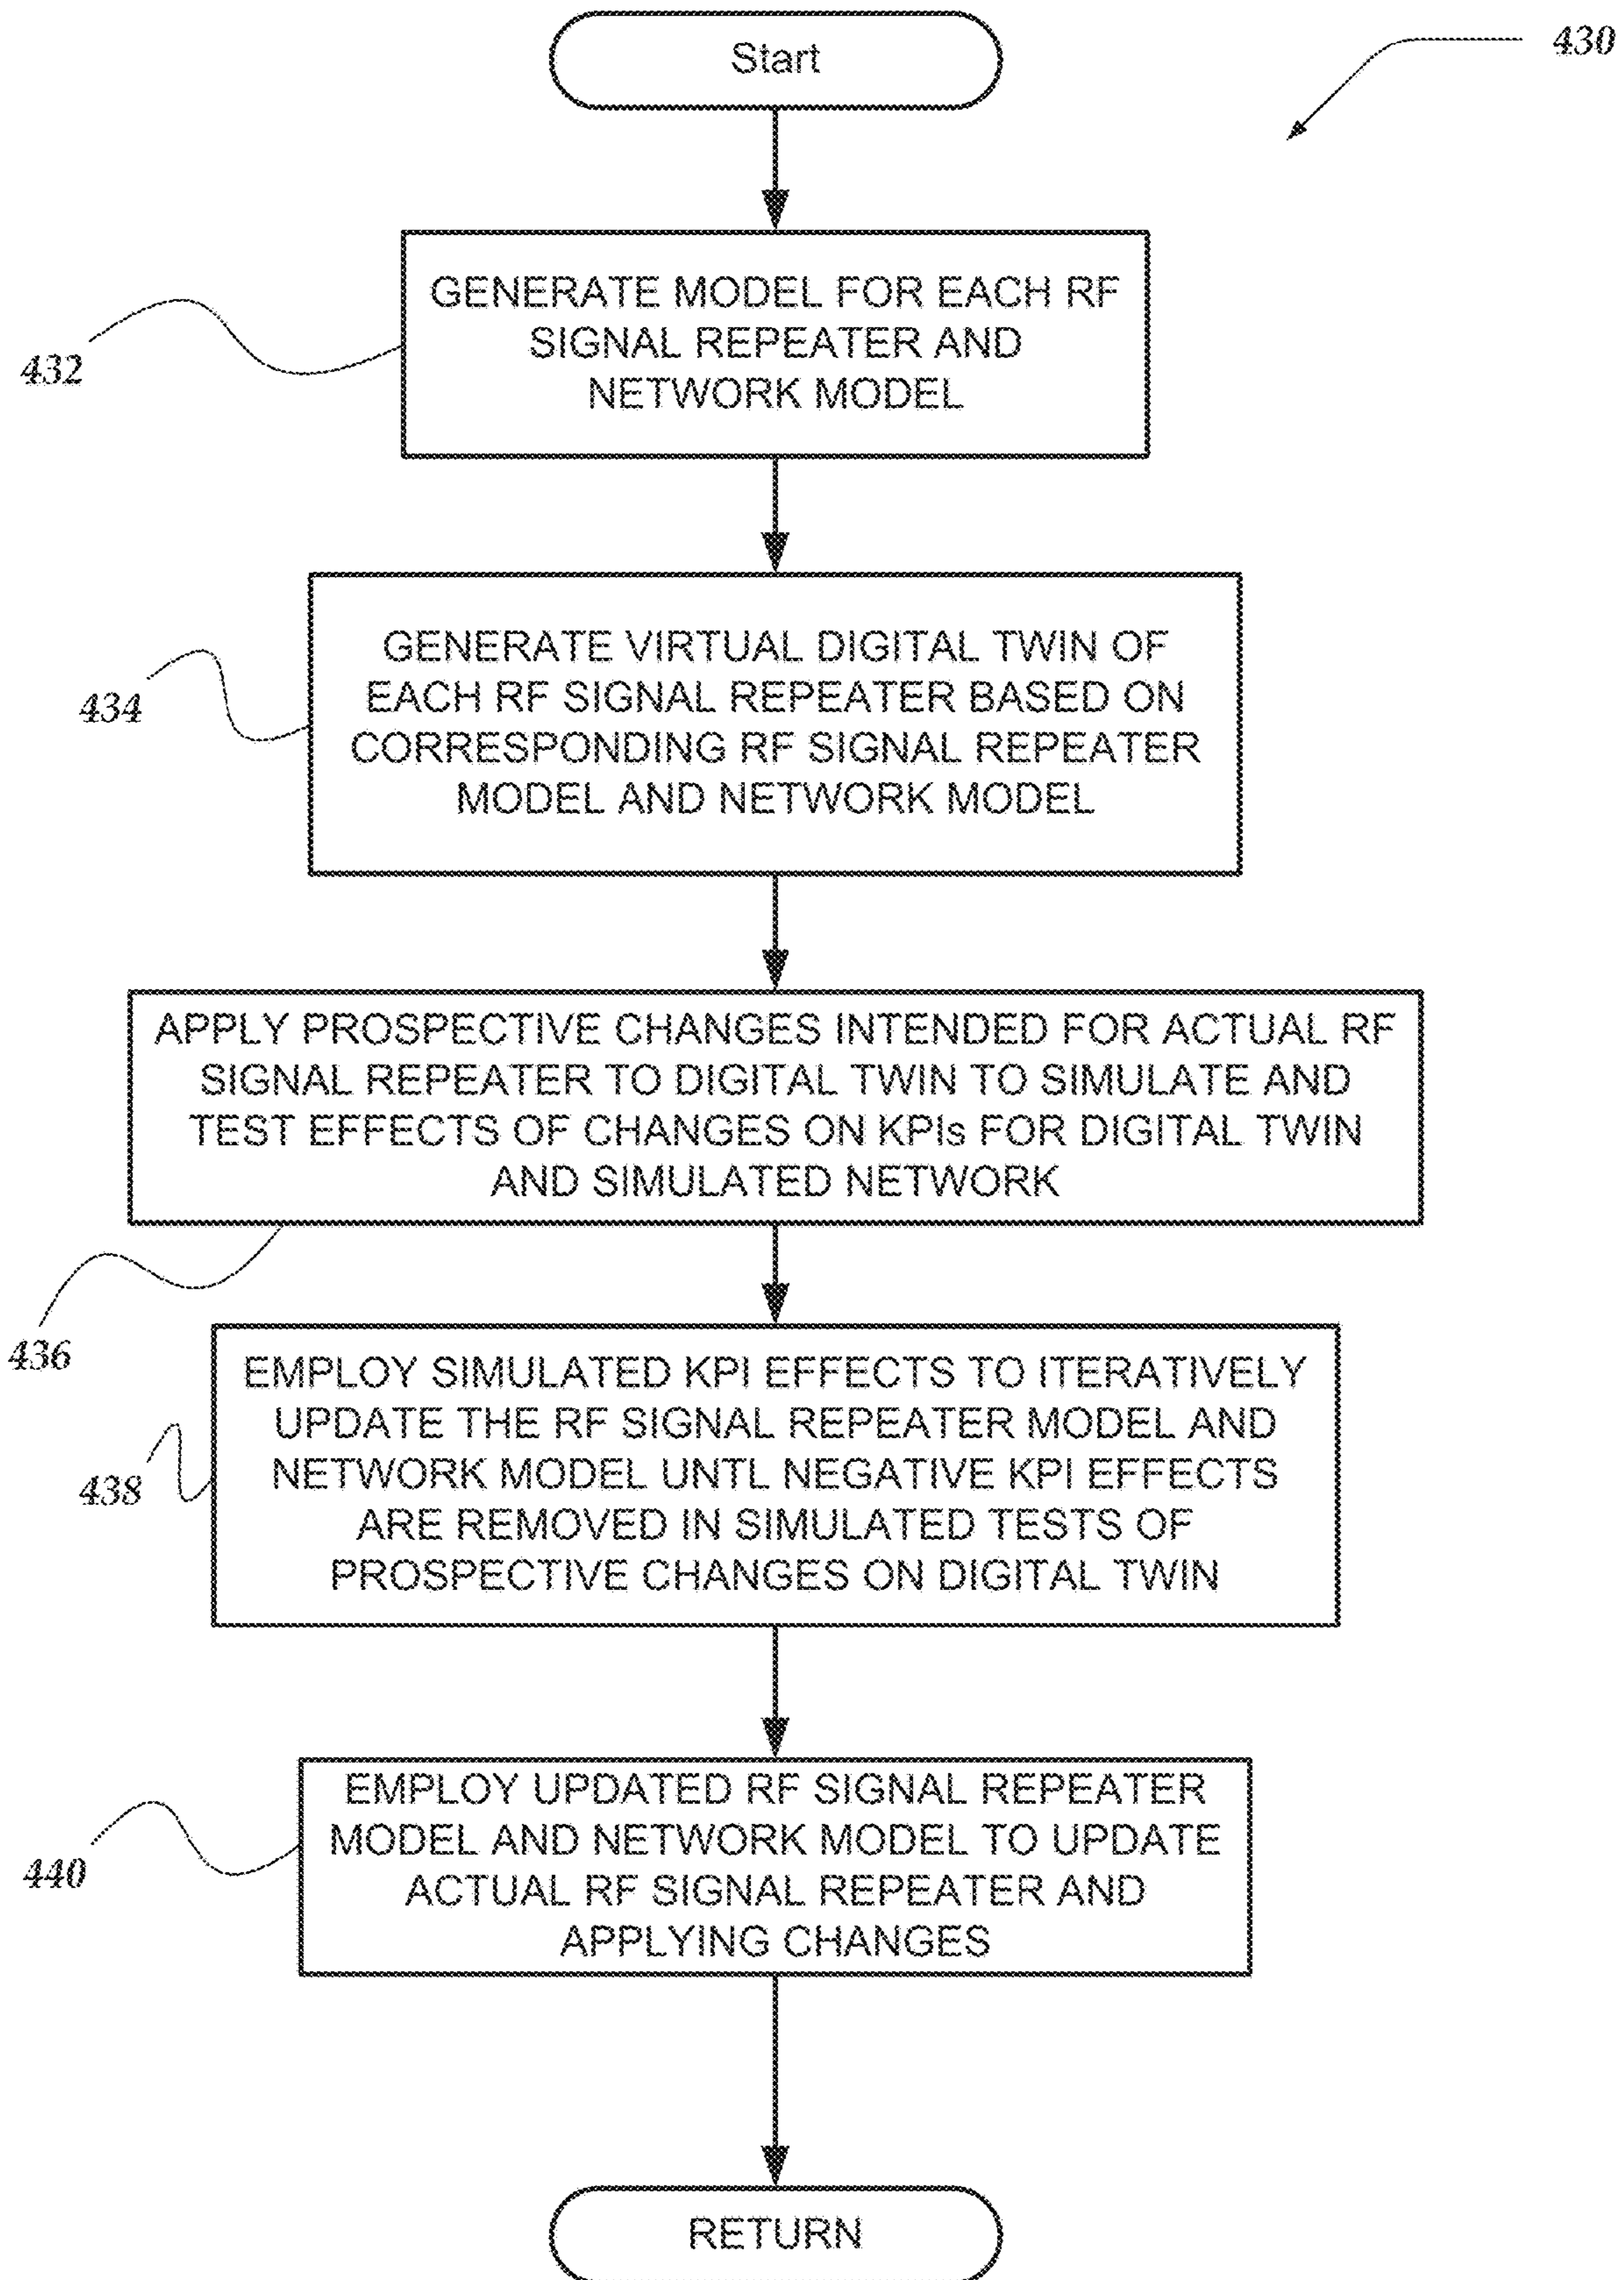 Start
430
GENERATE MODEL FOR EACH RF
SIGNAL REPEATER AND
NETWORK MODEL
432
GENERATE VIRTUAL DIGITAL TWIN OF
EACH RF SIGNAL REPEATER BASED ON
CORRESPONDING RF SIGNAL REPEATER
MODEL AND NETWORK MODEL
434
APPLY PROSPECTIVE CHANGES INTENDED FOR ACTUAL RF
SIGNAL REPEATER TO DIGITAL TWIN TO SIMULATE AND
TEST EFFECTS OF CHANGES ON KPIs FOR DIGITAL TWIN
AND SIMULATED NETWORK
436
EMPLOY SIMULATED KPI EFFECTS TO ITERATIVELY
UPDATE THE RF SIGNAL REPEATER MODEL AND
NETWORK MODEL UNTL NEGATIVE KPI EFFECTS
ARE REMOVED IN SIMULATED TESTS OF
PROSPECTIVE CHANGES ON DIGITAL TWIN
438
EMPLOY UPDATED RF SIGNAL REPEATER
MODEL AND NETWORK MODEL TO UPDATE
ACTUAL RF SIGNAL REPEATER AND
APPLYING CHANGES
440
RETURN